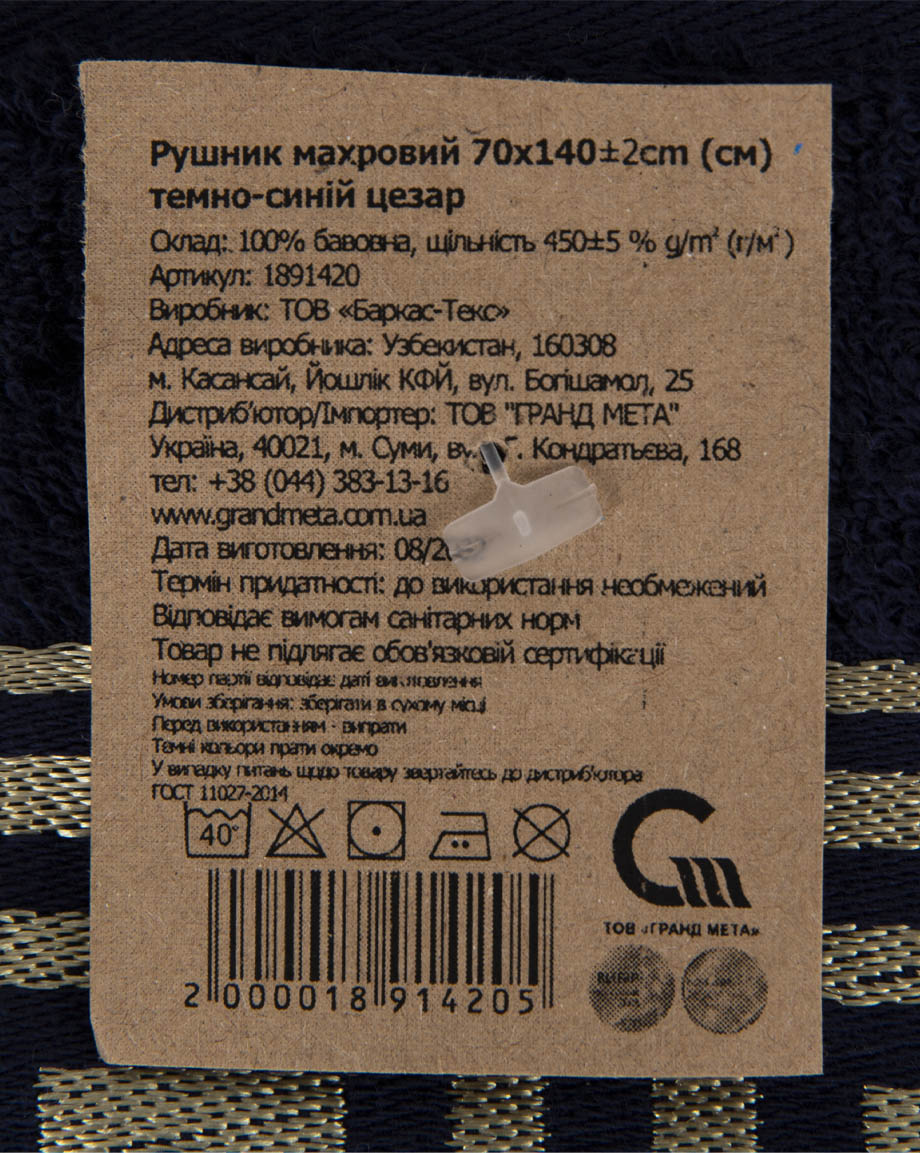 Рушник махровий 70х140±2cm (см)
темно-синій цезар
Склад: 100% бавовна, щільність 450±5 % g/m² (г/м²)
Артикул: 1891420
Виробник: ТОВ «Баркас-Текс»
Адреса виробника: Узбекистан, 160308
м. Касансай, Йошлік КФЙ, вул. Богішамол, 25
Дистриб'ютор/Імпортер: ТОВ "ГРАНД МЕТА"
Україна, 40021, м. Суми, Кондратьєва, 168
тел: +38 (044) 383-13-16
www.grandmeta.com.ua
Дата виготовлення: 08/2
Термін придатності: до використання необмежений
Відповідає вимогам санітарних норм
Товар не підлягає обов'язковій сертифікації
Номер партії відповідає даті виготовлення
Умови зберігання: зберігати в сухому місці
Перед використанням - випрати
Темні кольори прати окремо
У випадку питань щодо товару звертайтесь до дистриб'ютора
ГОСТ 11027-2014
40°
Gm
ТОВ «ГРАНД МЕТА»
2 000018 914205